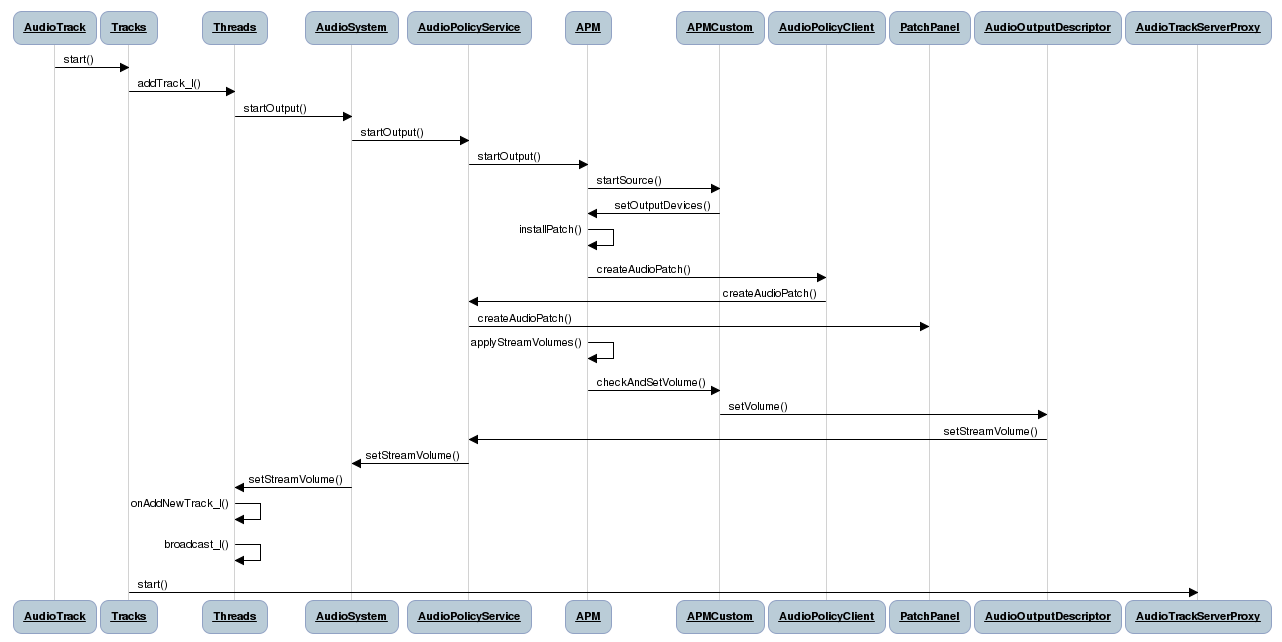 AudioTrack Tracks Threads AudioSystem AudioPolicyService APM APMCustom AudioPolicyClient PatchPanel AudioOutputDescriptor AudioTrackServerProxy
start()
addTrack_l()
startOutput()
startOutput()
startOutput()
startSource()
setOutputDevices()
installPatch()
createAudioPatch()
createAudioPatch()
createAudioPatch()
applyStreamVolumes()
checkAndSetVolume()
setVolume()
setStreamVolume()
setStreamVolume()
setStreamVolume()
onAddNewTrack_l()
broadcast_l()
start()
AudioTrack Tracks Threads AudioSystem AudioPolicyService APM APMCustom AudioPolicyClient PatchPanel AudioOutputDescriptor AudioTrackServerProxy